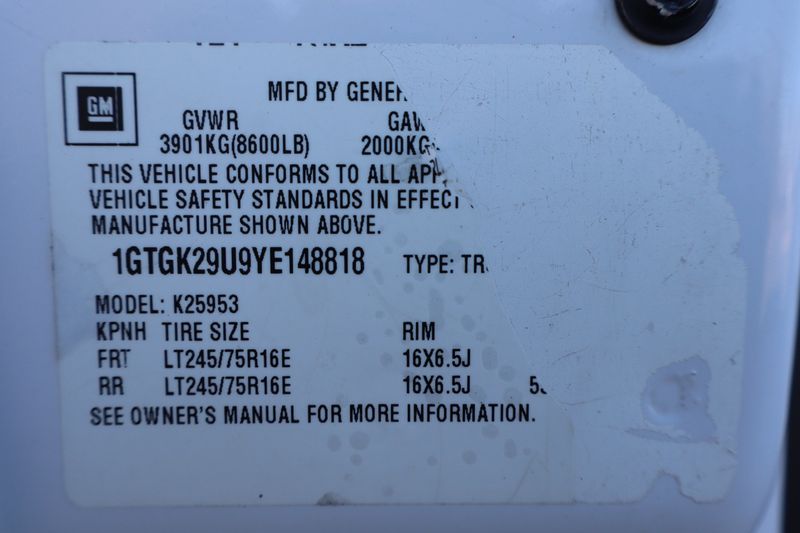 GM
MFD BY GENER
GVWR GAW
3901KG(8600LB) 2000KG
THIS VEHICLE CONFORMS TO ALL APP
VEHICLE SAFETY STANDARDS IN EFFECT
MANUFACTURE SHOWN ABOVE.
1GTGK29U9YE148818 TYPE: TR
MODEL: K25953
KPNH TIRE SIZE RIM
FRT LT245/75R16E 16X6.5J
RR LT245/75R16E 16X6.5J
SEE OWNER'S MANUAL FOR MORE INFORMATION.